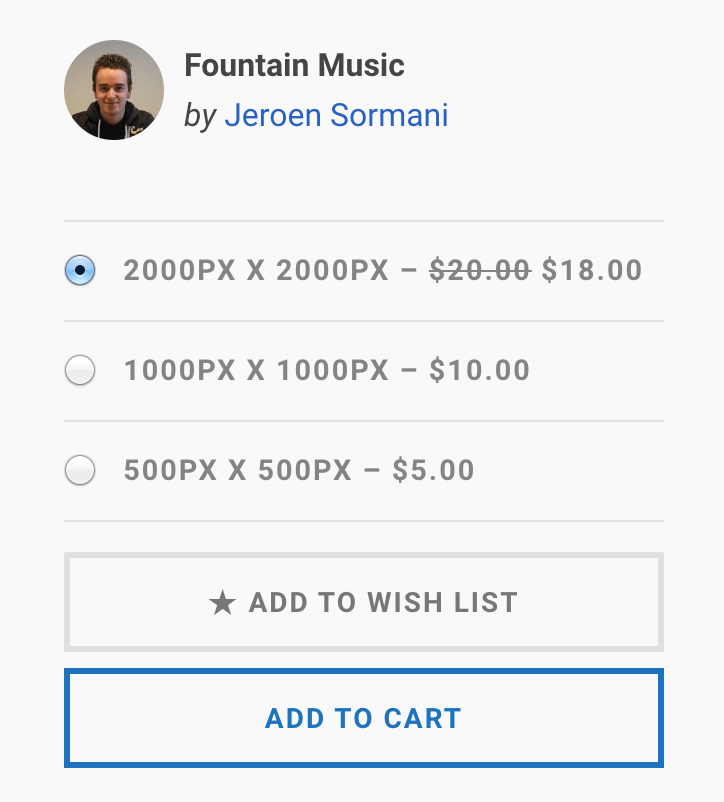 Fountain Music
by Jeroen Sormani
2000PX X 2000PX – $20.00 $18.00
1000PX X 1000PX – $10.00
500PX X 500PX – $5.00
★ ADD TO WISH LIST
ADD TO CART